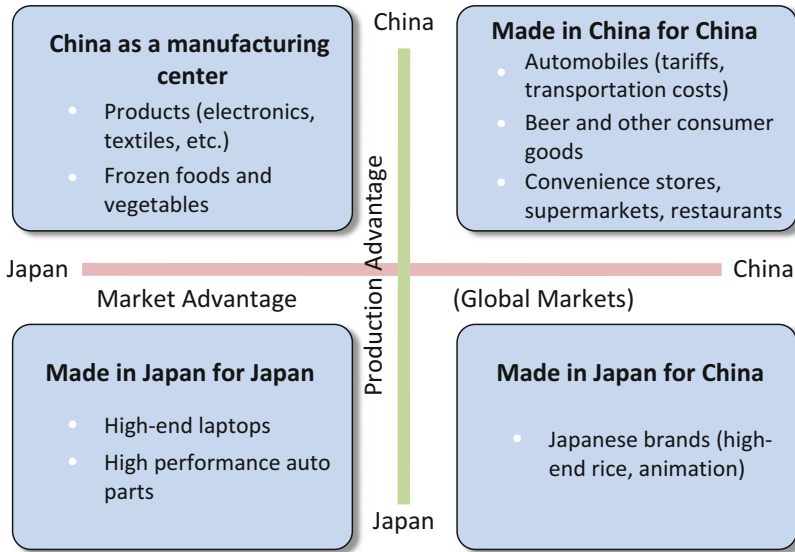 China as a manufacturing
center
• Products (electronics,
textiles, etc.)
• Frozen foods and
vegetables
China
Made in China for China
• Automobiles (tariffs,
transportation costs)
• Beer and other consumer
goods
• Convenience stores,
supermarkets, restaurants
Production Advantage
Japan
China
Market Advantage
(Global Markets)
Made in Japan for Japan
• High-end laptops
• High performance auto
parts
Made in Japan for China
• Japanese brands (high-
end rice, animation)
Japan